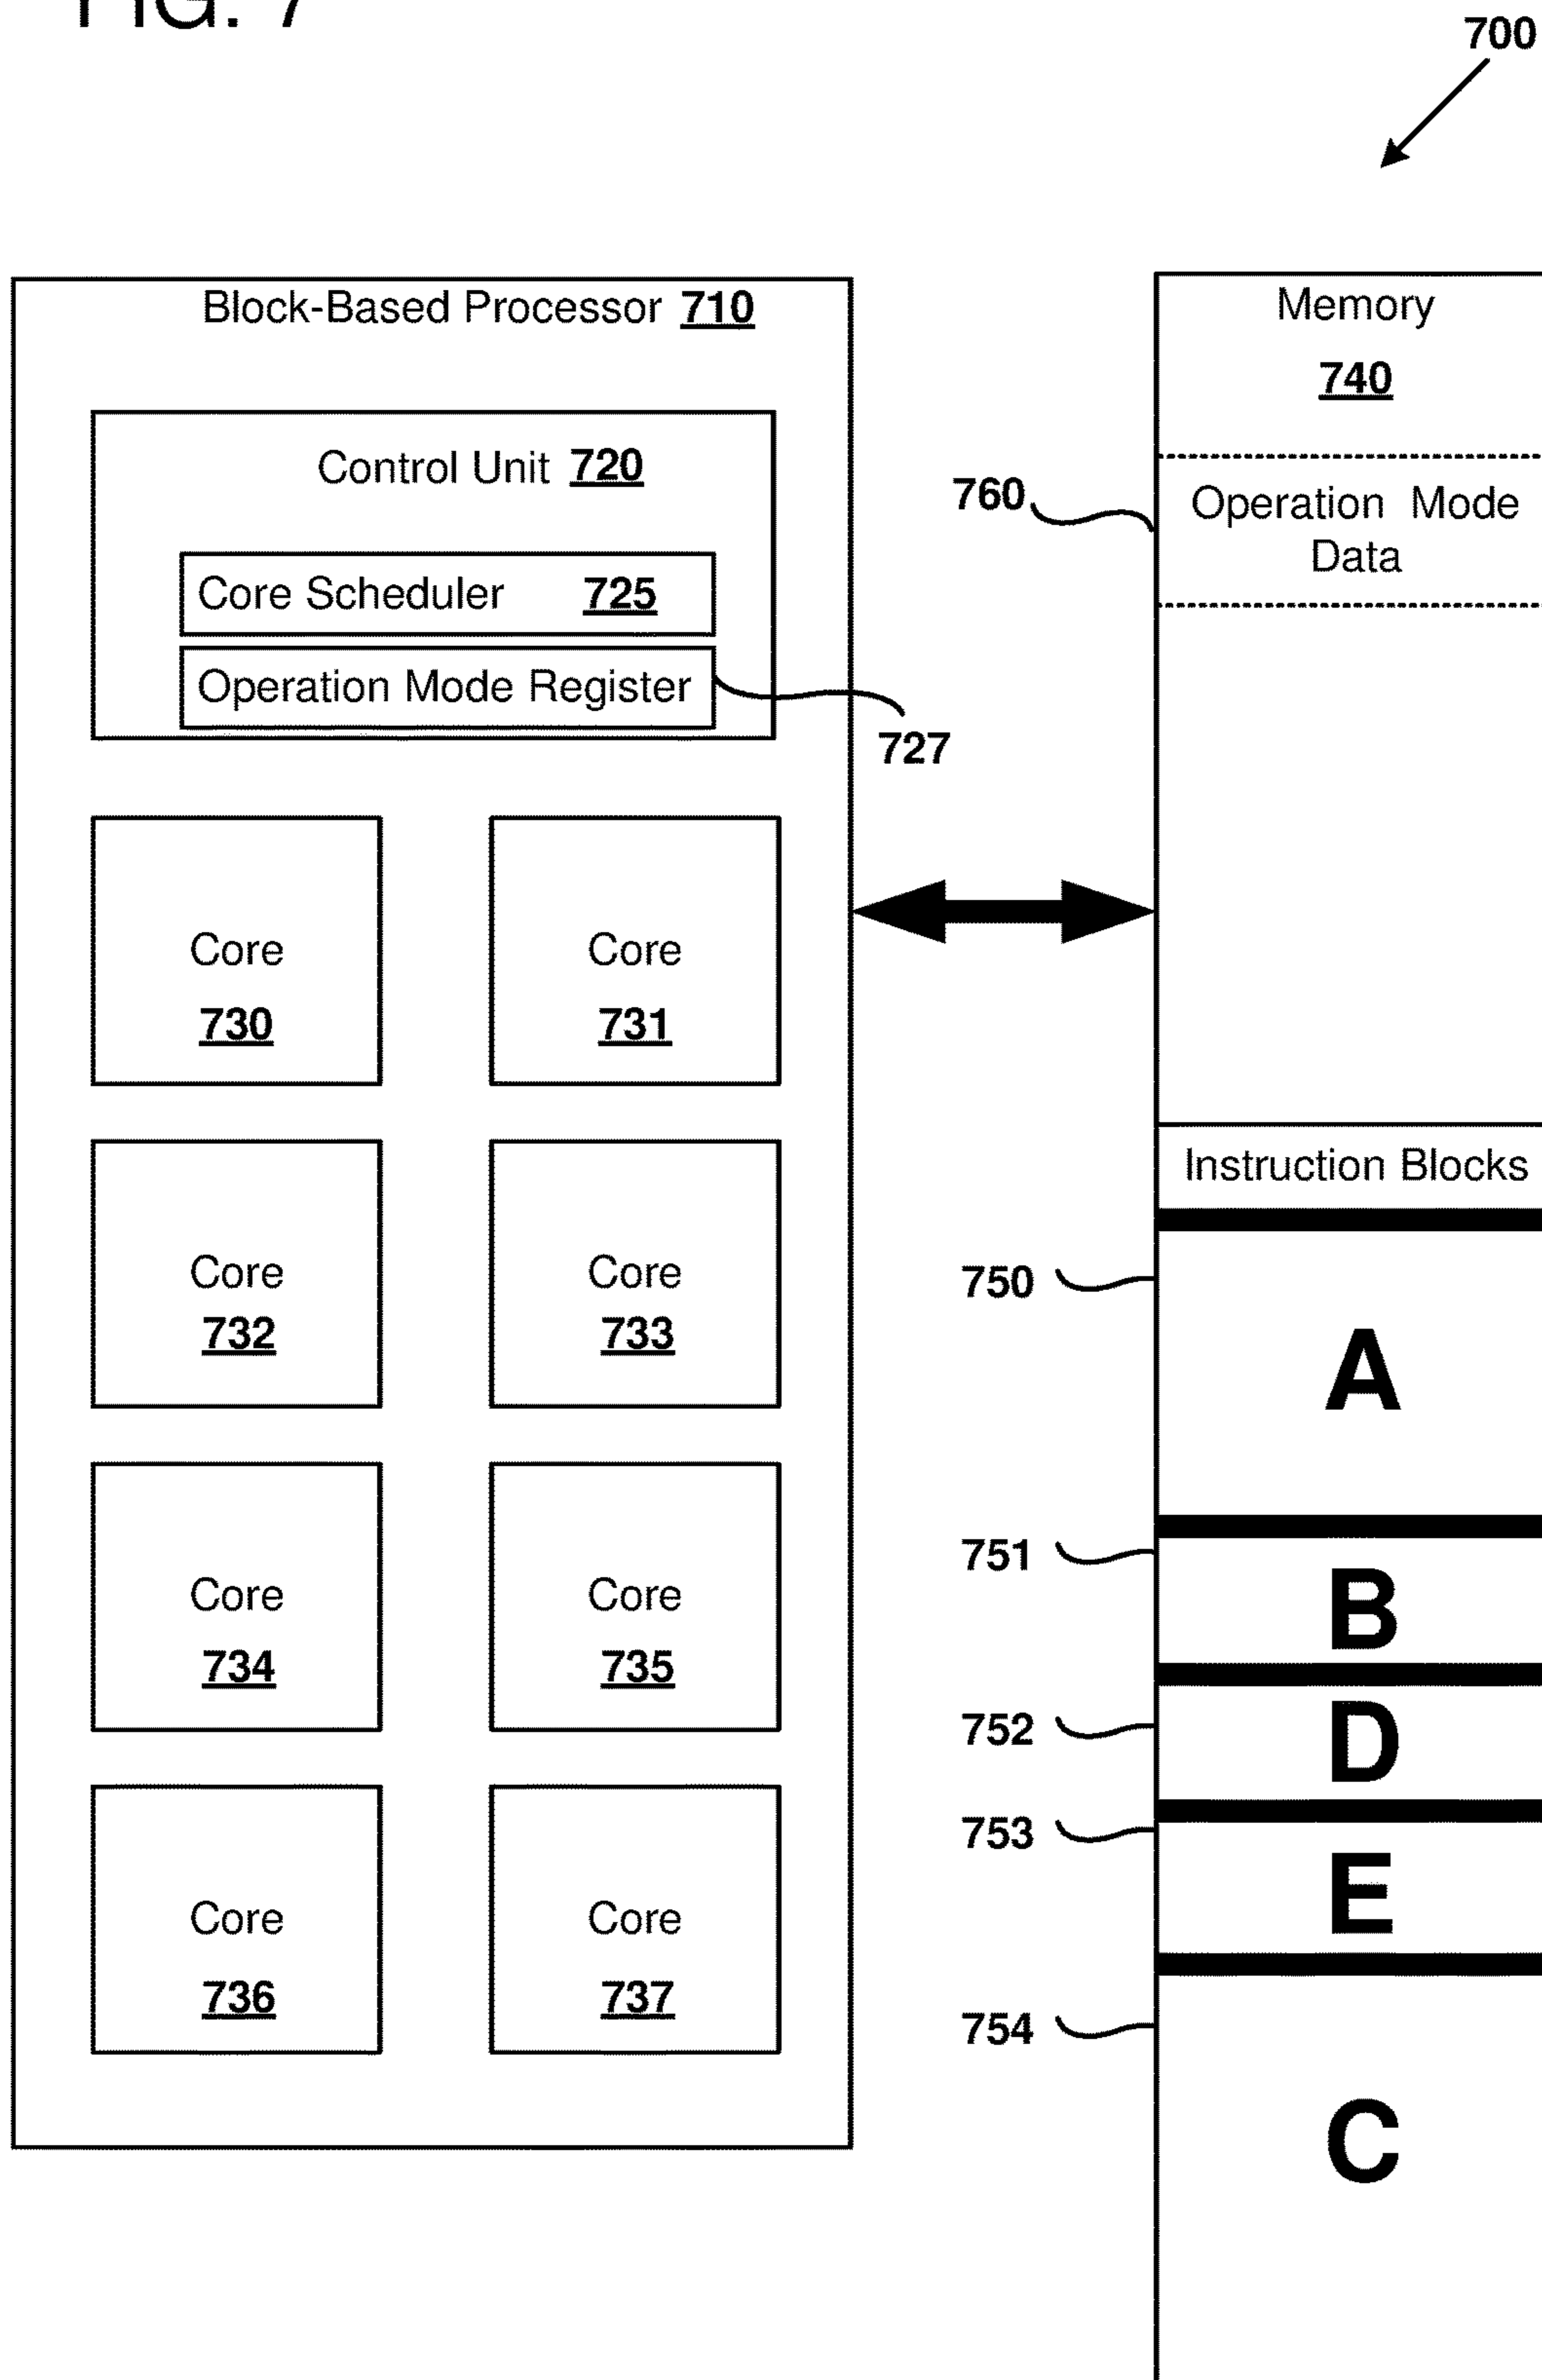 FIG. 7
700
Block-Based Processor 710
Control Unit 720
Core Scheduler 725
Operation Mode Register
727
Core
730
Core
731
Core
732
Core
733
Core
734
Core
735
Core
736
Core
737
Memory
740
760
Operation Mode
Data
Instruction Blocks
750
A
751
B
752
D
753
E
754
C